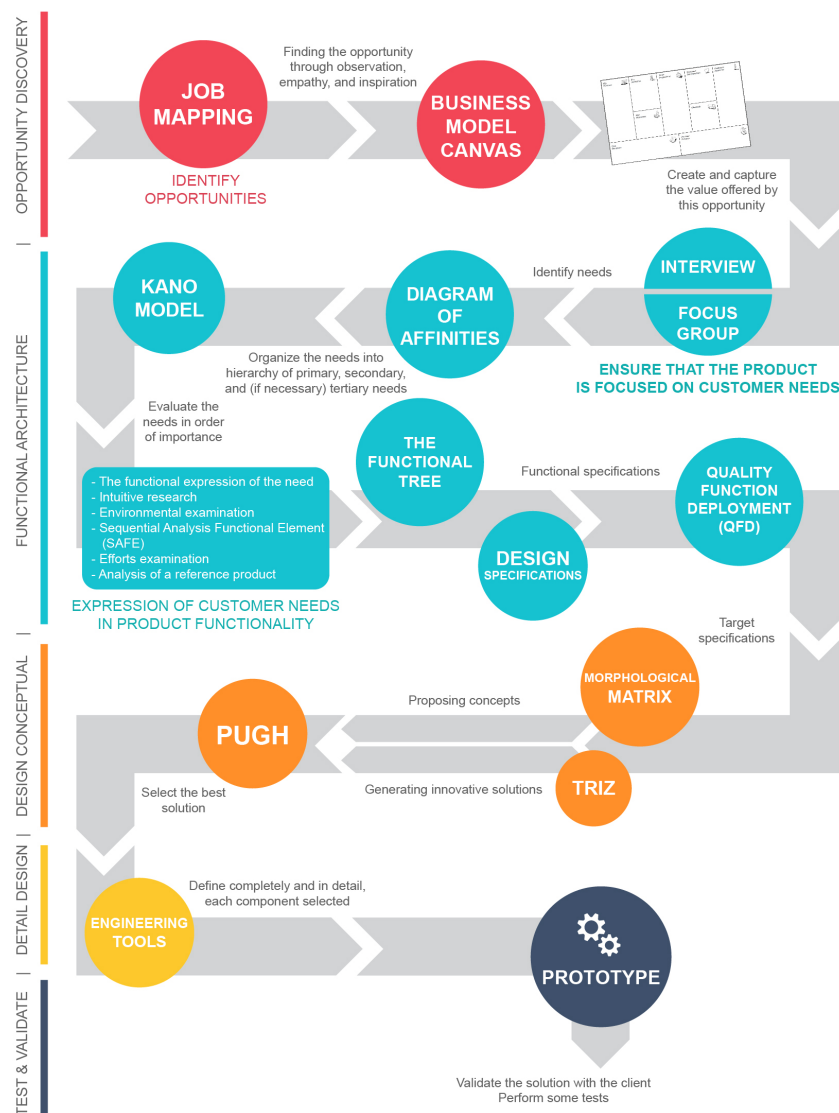 OPPORTUNITY DISCOVERY
JOB
MAPPING
IDENTIFY
OPPORTUNITIES
Finding the opportunity
through observation,
empathy, and inspiration
BUSINESS
MODEL
CANVAS
Create and capture
the value offered by
this opportunity
FUNCTIONAL ARCHITECTURE
INTERVIEW
FOCUS
GROUP
ENSURE THAT THE PRODUCT
IS FOCUSED ON CUSTOMER NEEDS
Identify needs
DIAGRAM
OF
AFFINITIES
Organize the needs into
hierarchy of primary, secondary,
and (if necessary) tertiary needs
KANO
MODEL
Evaluate the
needs in order
of importance
- The functional expression of the need
- Intuitive research
- Environmental examination
- Sequential Analysis Functional Element
(SAFE)
- Efforts examination
- Analysis of a reference product
EXPRESSION OF CUSTOMER NEEDS
IN PRODUCT FUNCTIONALITY
THE
FUNCTIONAL
TREE
DESIGN
SPECIFICATIONS
Functional specifications
QUALITY
FUNCTION
DEPLOYMENT
(QFD)
Target
specifications
DESIGN CONCEPTUAL
MORPHOLOGICAL
MATRIX
TRIZ
Proposing concepts
Generating innovative solutions
PUGH
Select the best
solution
DETAIL DESIGN
ENGINEERING
TOOLS
Define completely and in detail,
each component selected
TEST & VALIDATE
PROTOTYPE
Validate the solution with the client
Perform some tests